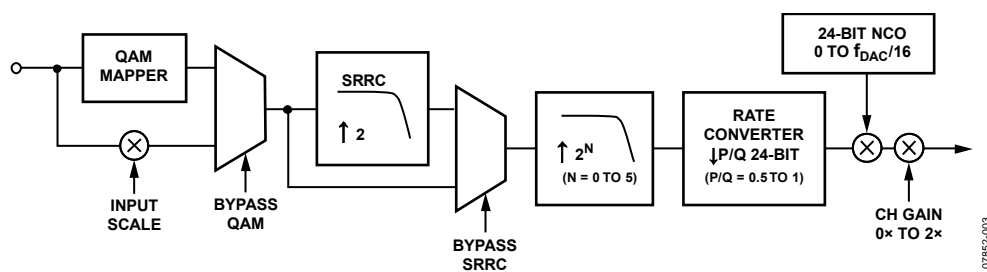 QAM
MAPPER
INPUT
SCALE
BYPASS
QAM
SRRC
↑ 2
BYPASS
SRRC
↑ 2N
(N = 0 TO 5)
RATE
CONVERTER
↓P/Q 24-BIT
(P/Q = 0.5 TO 1)
24-BIT NCO
0 TO fDAC/16
CH GAIN
0× TO 2×
07852-003